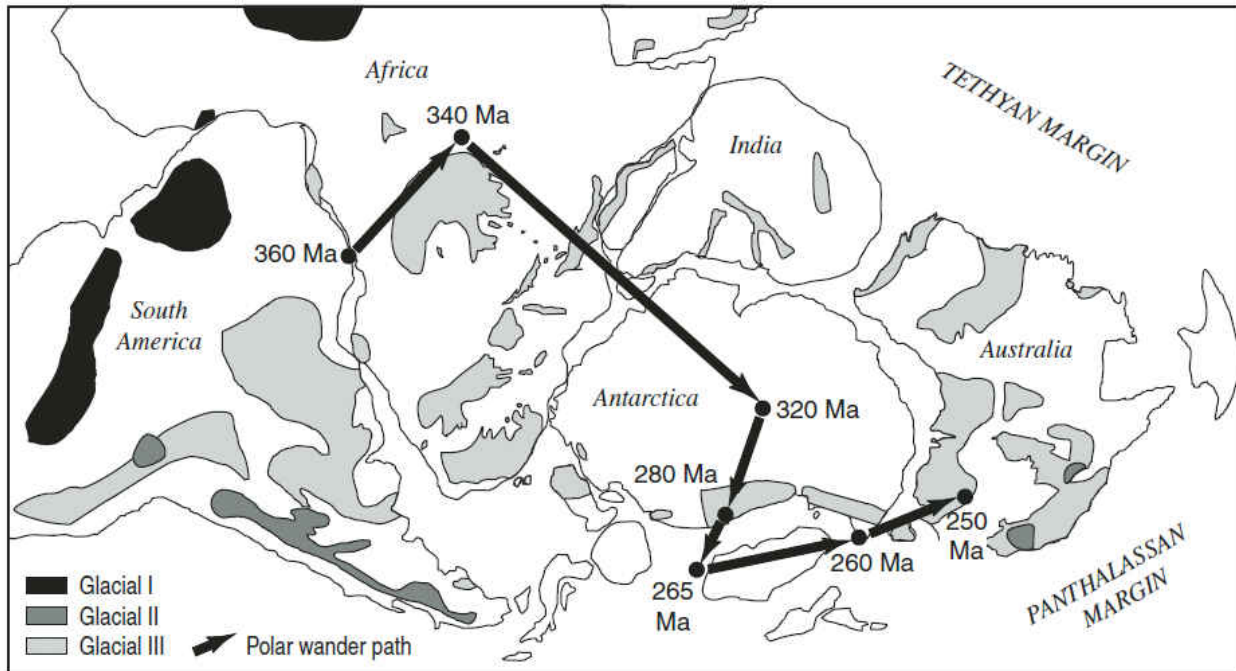 Africa
340 Ma
India
TETHYAN MARGIN
360 Ma
South
America
Australia
Antarctica
320 Ma
280 Ma
250
Ma
260 Ma
265
Ma
PANTHALASSAN
MARGIN
Glacial I
Glacial II
Glacial III
Polar wander path